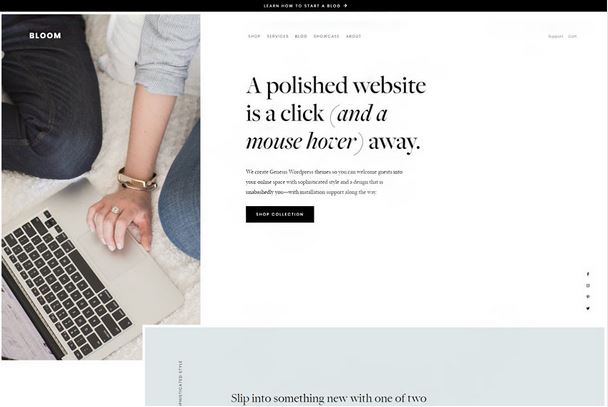 LEARN HOW TO START A BLOG →
BLOOM
SHOP SERVICES BLOG SHOWCASE ABOUT
Support
A polished website
is a click (and a
mouse hover) away.
We create Genesis Wordpress themes so you can welcome guests into
your online space with sophisticated style and a design that is
unabashedly you—with installation support along the way.
SHOP COLLECTION
Slip into something new with one of two